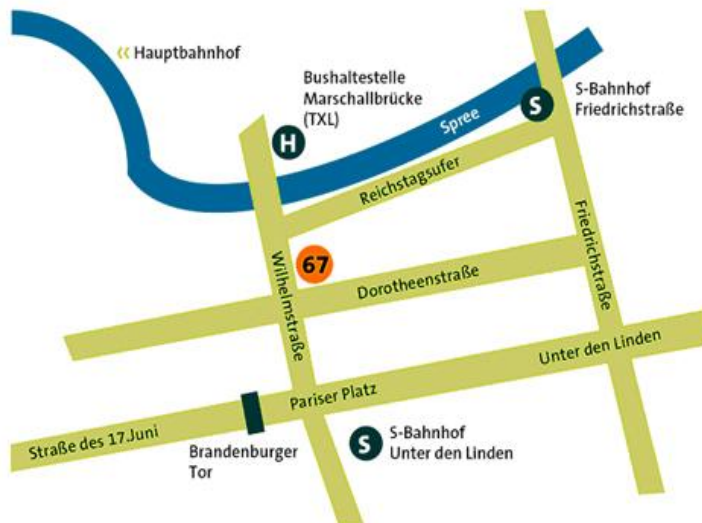 ‹‹ Hauptbahnhof
Bushaltestelle
Marschallbrücke
(TXL)
H
S-Bahnhof
Friedrichstraße
S
Spree
Reichstagsufer
Friedrichstraße
Wilhelmstraße
67
Dorotheenstraße
Unter den Linden
Pariser Platz
Straße des 17.Juni
Brandenburger
Tor
S
S-Bahnhof
Unter den Linden